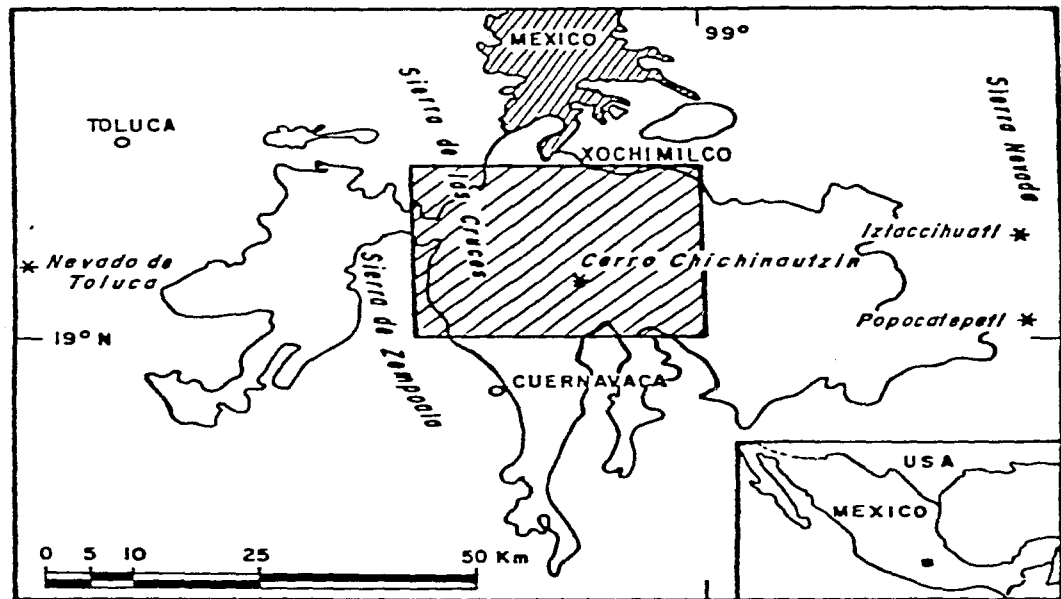 MEXICO
99°
TOLUCA
Sierra de las Cruces
XOCHIMILCO
Sierra Nevada
Iztaccihuatl
Nevado de
Toluca
Cerro Chichinautzin
Sierra de Zempoala
19° N
Popocatepetl
CUERNAVACA
0 5 10 25 50 Km
USA
MEXICO